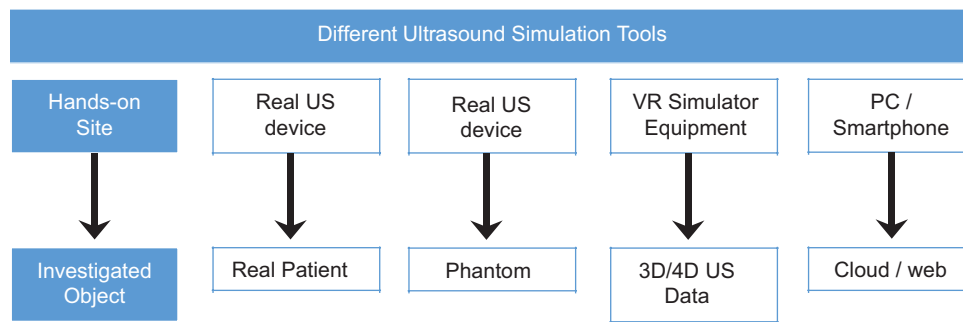 Different Ultrasound Simulation Tools
Hands-on
Site
Real US
device
Real US
device
VR Simulator
Equipment
PC /
Smartphone
Investigated
Object
Real Patient
Phantom
3D/4D US
Data
Cloud / web